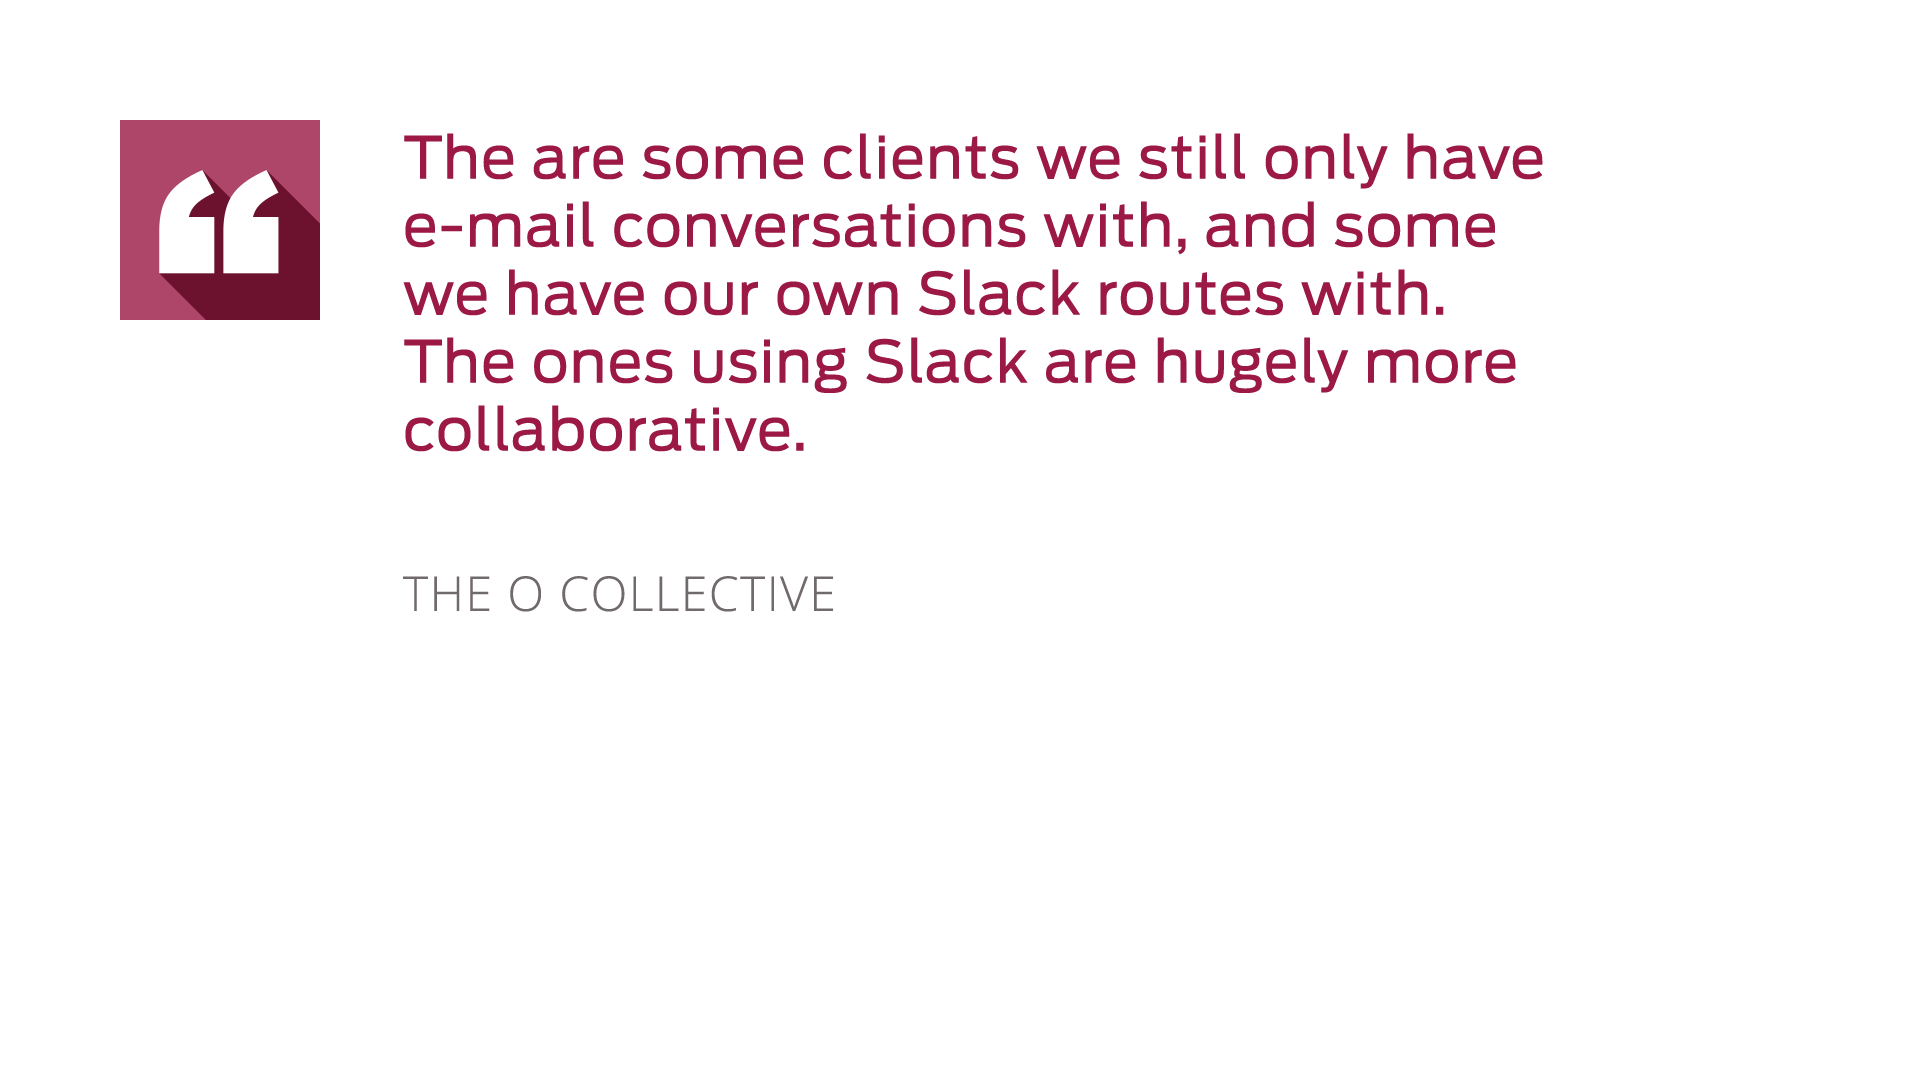 The are some clients we still only have
e-mail conversations with, and some
we have our own Slack routes with.
The ones using Slack are hugely more
collaborative.
THE O COLLECTIVE